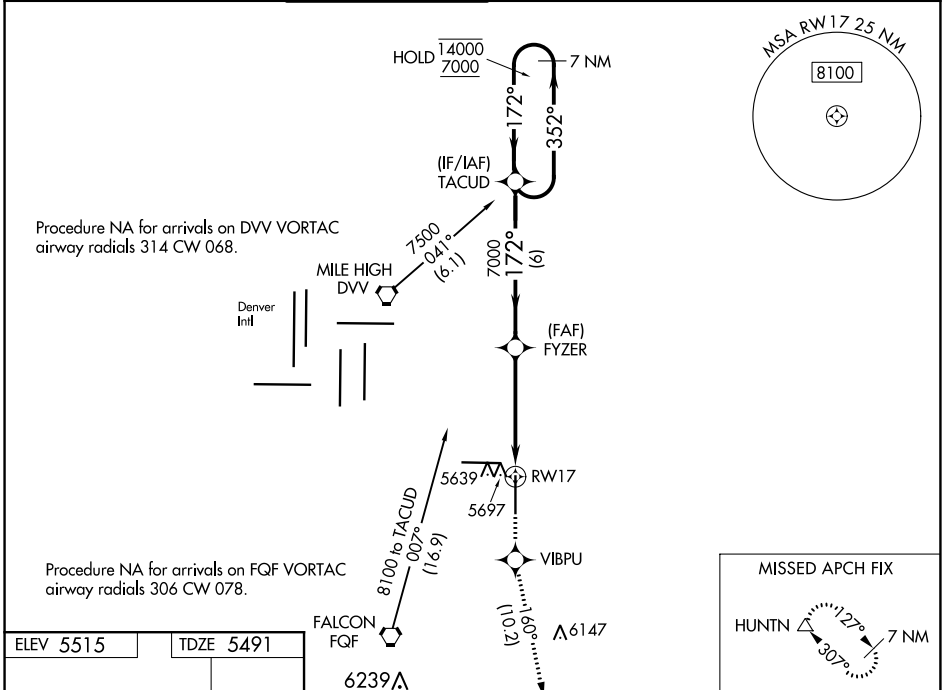 HOLD 14000
7000
7 NM
172°
352°
(IF/IAF)
TACUD
MSA RW17 25 NM
8100
Procedure NA for arrivals on DVV VORTAC
airway radials 314 CW 068.
7500
041°
(6.1)
MILE HIGH
DVV
Denver
Intl
7000
172°
(6)
(FAF)
FYZER
5639
RW17
5697
8100 to TACUD
007°
(16.9)
VIBPU
Procedure NA for arrivals on FQF VORTAC
airway radials 306 CW 078.
FALCON
FQF
160°
(10.2)
6147
6239
MISSED APCH FIX
HUNTN
127°
307°
7 NM
ELEV 5515
TDZE 5491